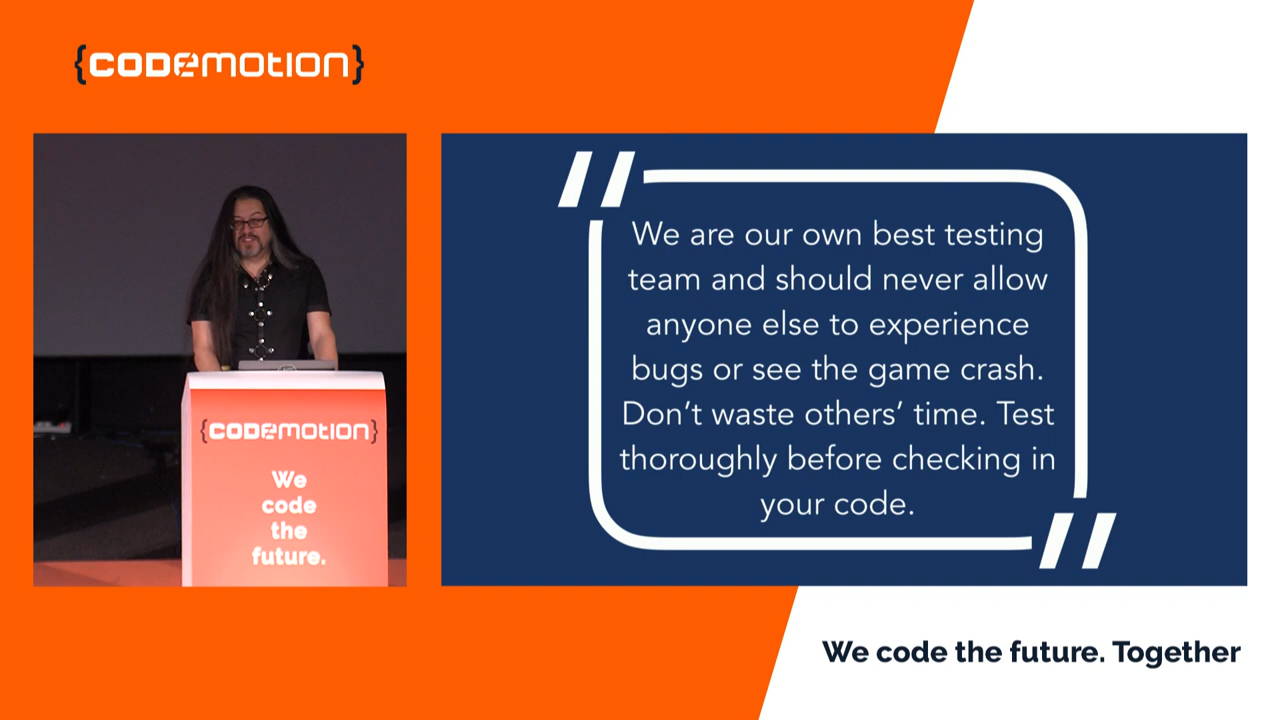 {CODEMOTION}
{CODEMOTION}
We
code
the
future.
We are our own best testing
team and should never allow
anyone else to experience
bugs or see the game crash.
Don’t waste others’ time. Test
thoroughly before checking in
your code.
We code the future. Together